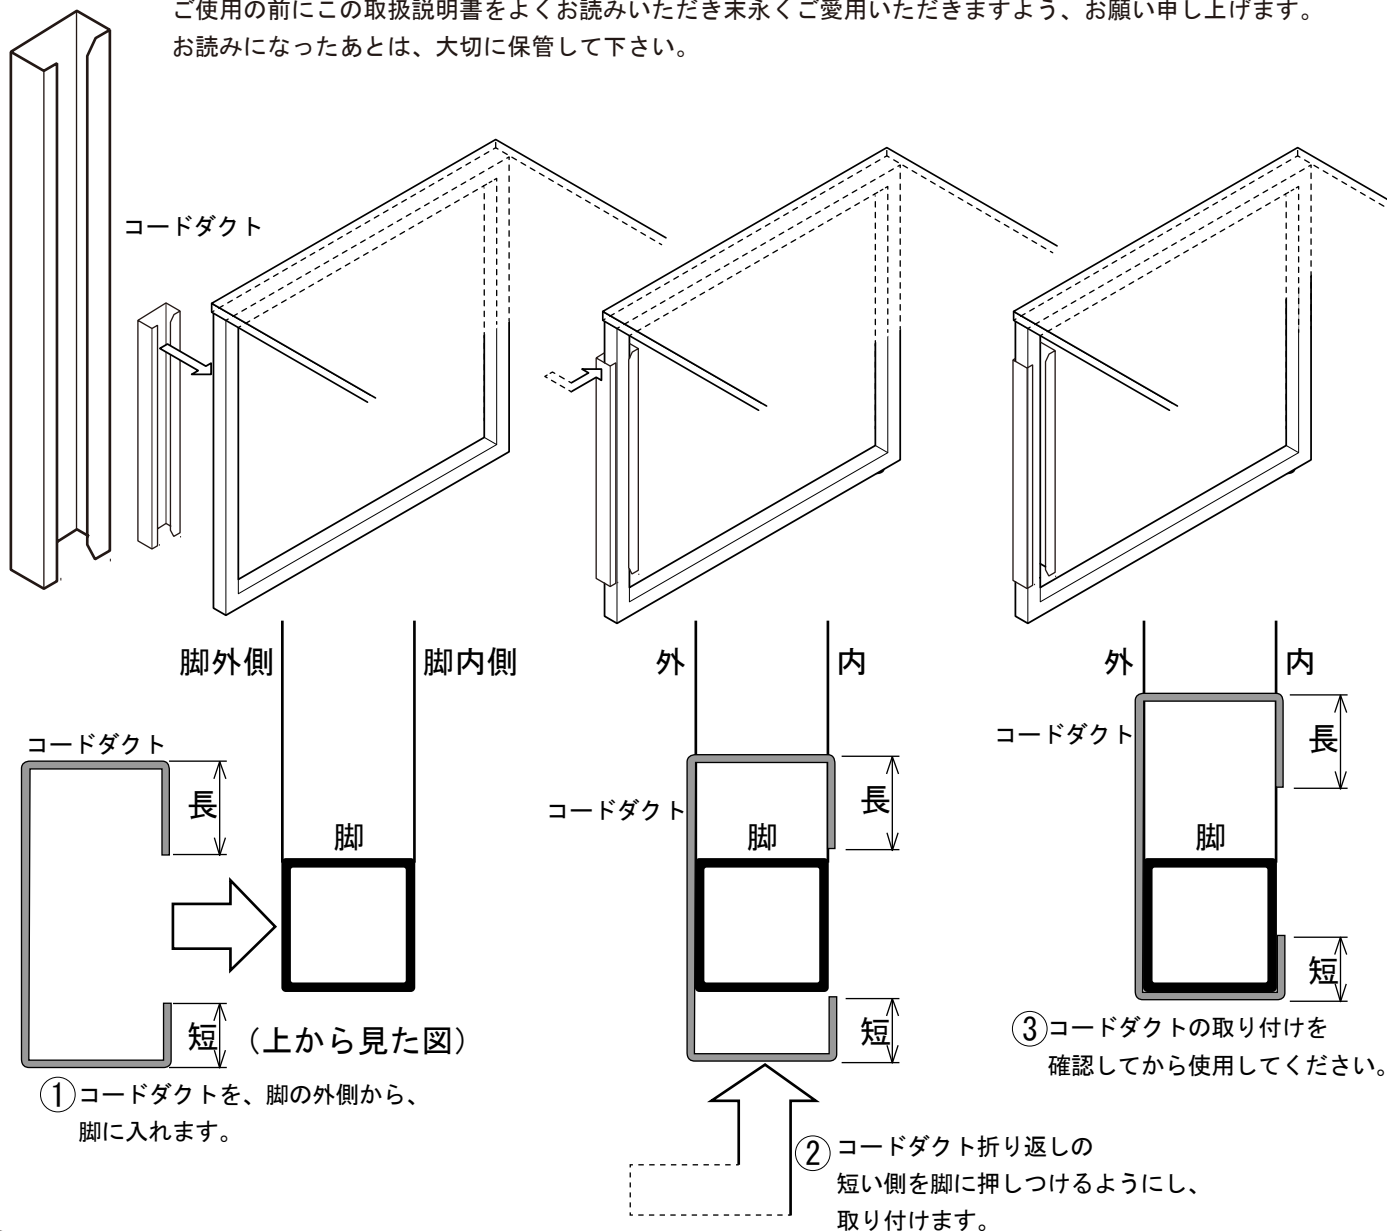 ご使用の前にこの取扱説明書をよくお読みいただき末永くご愛用いただきますよう、お願い申し上げます。
お読みになったあとは、大切に保管して下さい。
コードダクト
脚外側
脚内側
コードダクト
長
脚
短
(上から見た図)
①コードダクトを、脚の外側から、
脚に入れます。
外
内
コードダクト
長
脚
短
②コードダクト折り返しの
短い側を脚に押しつけるようにし、
取り付けます。
外
内
コードダクト
長
脚
短
③コードダクトの取り付けを
確認してから使用してください。